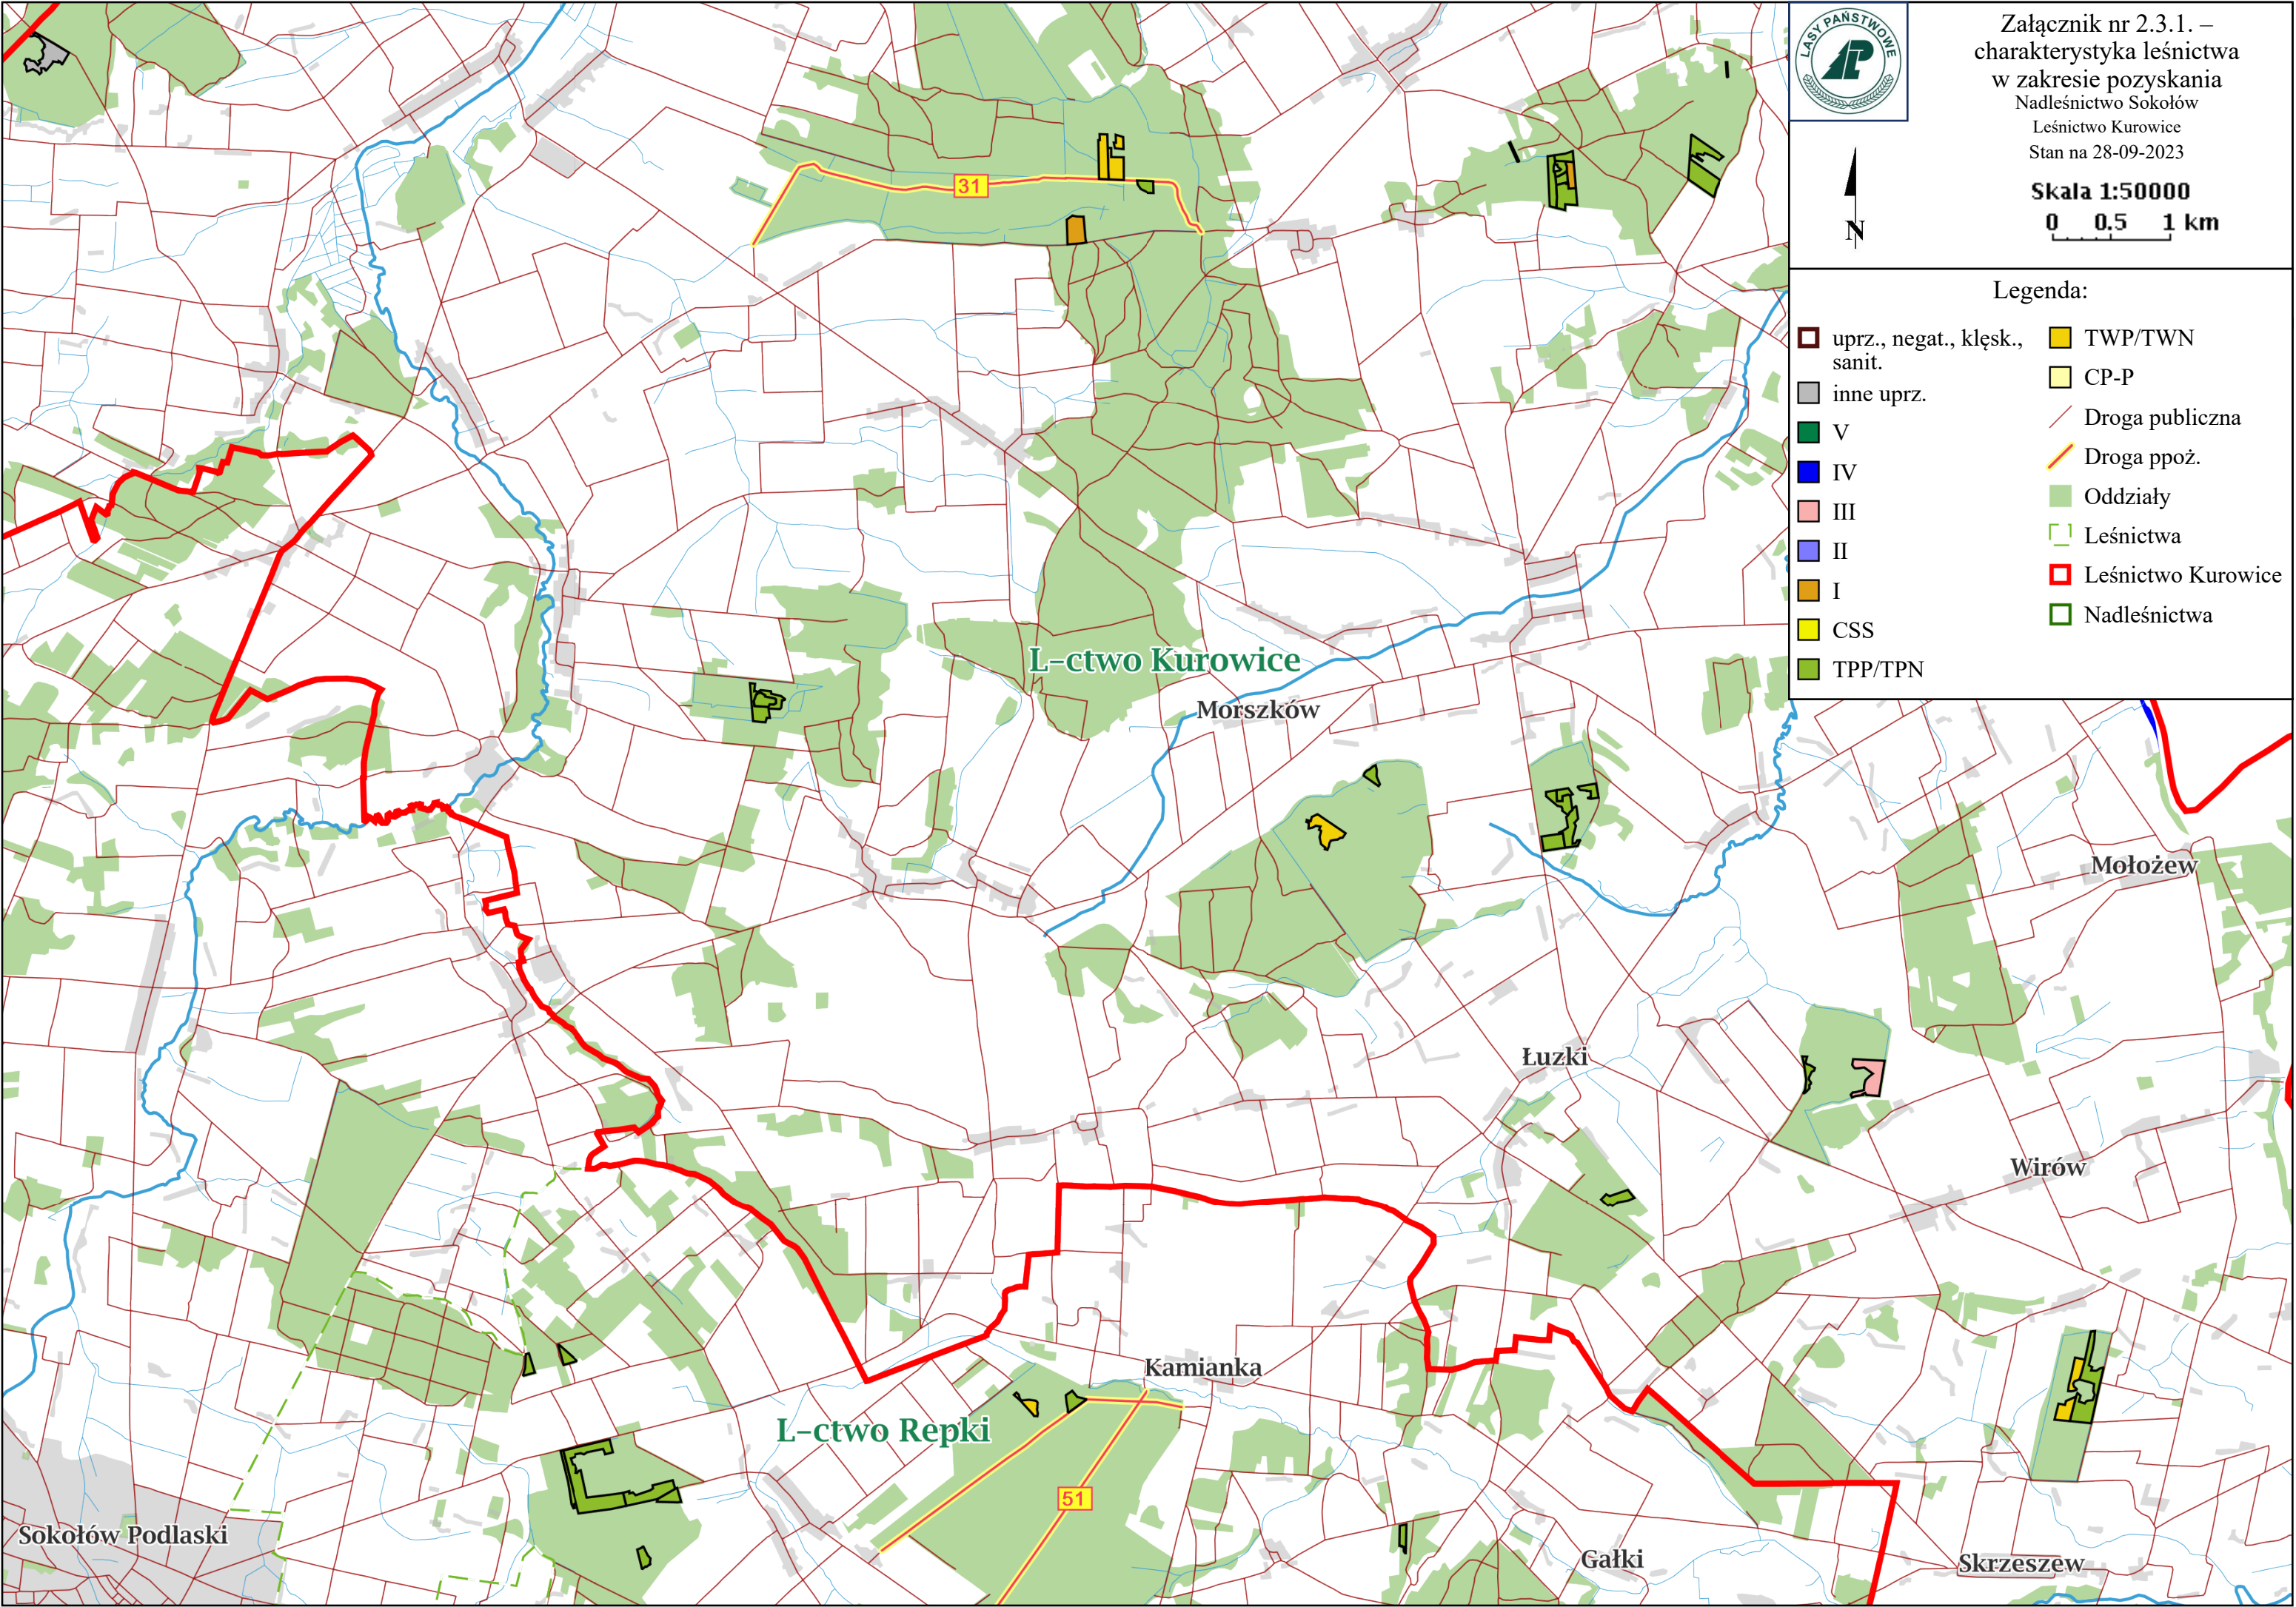 LASY PAŃSTWOWE
Załącznik nr 2.3.1. –
charakterystyka leśnictwa
w zakresie pozyskania
Nadleśnictwo Sokołów
Leśnictwo Kurowice
Stan na 28-09-2023
Skala 1:50000
0 0.5 1 km
N
Legenda:
uprz., negat., klęsk.,
sanit.
inne uprz.
V
IV
III
II
I
CSS
TPP/TPN
TWP/TWN
CP-P
Droga publiczna
Droga ppoż.
Oddziały
Leśnictwa
Leśnictwo Kurowice
Nadleśnictwa
31
L-ctwo Kurowice
Morszków
Mołożew
Łuzki
Wirów
Kamianka
L-ctwo Repki
51
Sokołów Podlaski
Gałki
Skrzeszew